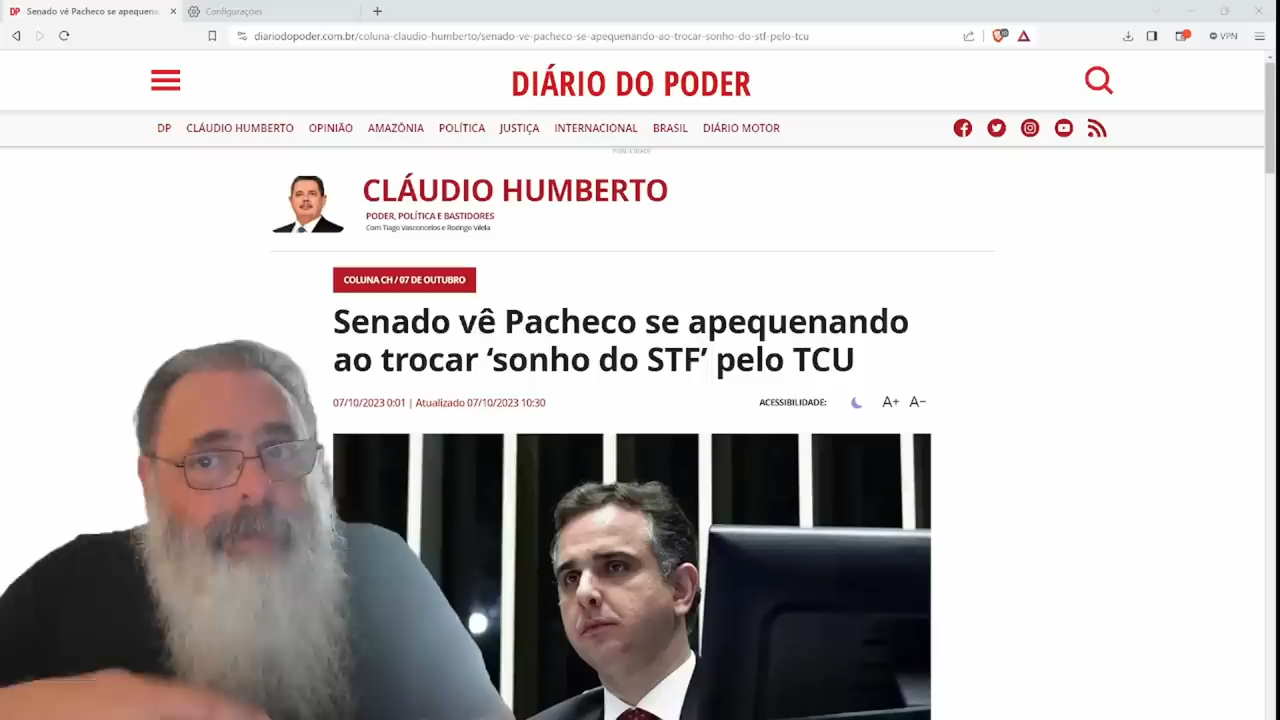 DP Senado vê Pacheco se apequena
Configurações
diariodopoder.com.br/coluna-claudio-humberto/senado-ve-pacheco-se-apequenando-ao-trocar-sonho-do-stf-pelo-tcu
VPN
DIÁRIO DO PODER
DP CLÁUDIO HUMBERTO OPINIÃO AMAZÔNIA POLÍTICA JUSTIÇA INTERNACIONAL BRASIL DIÁRIO MOTOR
PUBLICIDADE
CLÁUDIO HUMBERTO
PODER, POLÍTICA E BASTIDORES
Com Tiago Vasconcelos e Rodrigo Vilela
COLUNA CH / 07 DE OUTUBRO
Senado vê Pacheco se apequenando
ao trocar ‘sonho do STF’ pelo TCU
07/10/2023 0:01 | Atualizado 07/10/2023 10:30
ACESSIBILIDADE: A+ A−